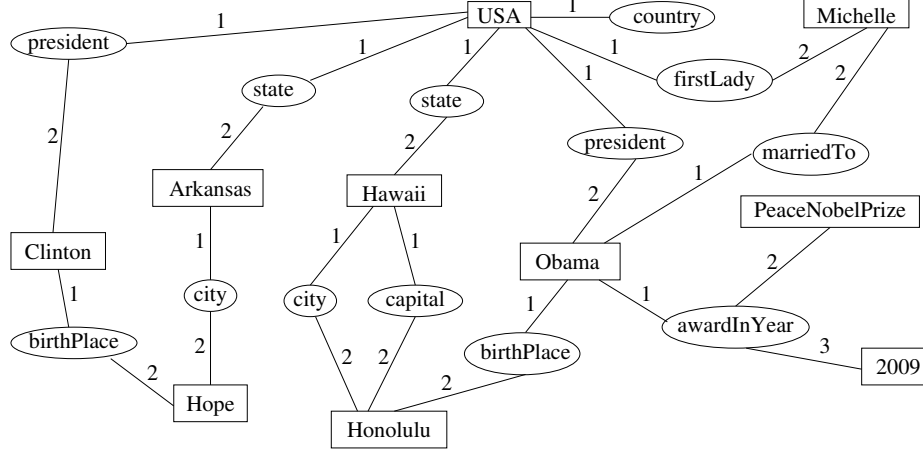 USA
1
country
Michelle
president
1
1
1
1
1
2
firstLady
2
state
state
2
2
2
president
1
marriedTo
Arkansas
Hawaii
2
PeaceNobelPrize
Clinton
1
1
1
Obama
2
1
city
city
capital
1
1
awardInYear
birthPlace
2
2
2
birthPlace
3
2
2
2009
Hope
Honolulu